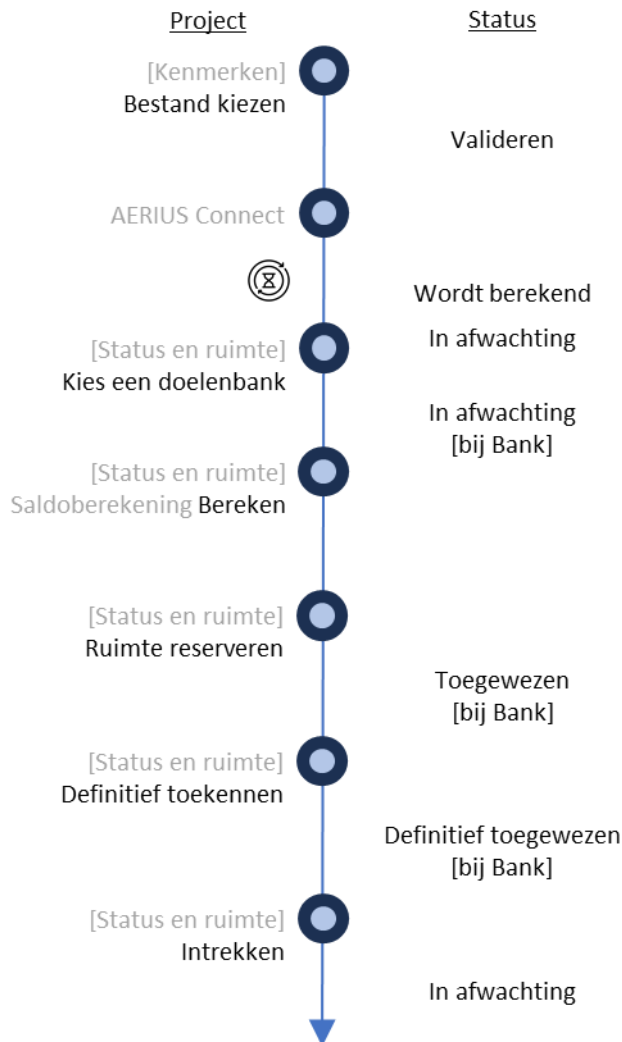 Project
Status
[Kenmerken]
Bestand kiezen
Valideren
AERIUS Connect
Wordt berekend
In afwachting
[Status en ruimte]
Kies een doelenbank
In afwachting
[bij Bank]
[Status en ruimte]
Saldoberekening Bereken
[Status en ruimte]
Ruimte reserveren
Toegewezen
[bij Bank]
[Status en ruimte]
Definitief toekennen
Definitief toegewezen
[bij Bank]
[Status en ruimte]
Intrekken
In afwachting